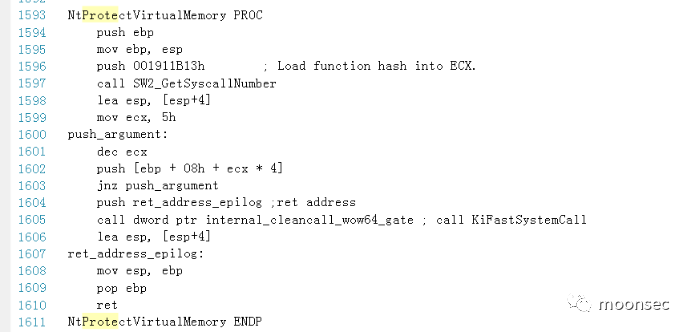 1593 NtProtectVirtualMemory PROC
1594 push ebp
1595 mov ebp, esp
1596 push 001911B13h ; Load function hash into ECX.
1597 call SW2_GetSyscallNumber
1598 lea esp, [esp+4]
1599 mov ecx, 5h
1600 push_argument:
1601 dec ecx
1602 push [ebp + 08h + ecx * 4]
1603 jnz push_argument
1604 push ret_address_epilog ;ret address
1605 call dword ptr internal_cleancall_wow64_gate ; call KiFastSystemCall
1606 lea esp, [esp+4]
1607 ret_address_epilog:
1608 mov esp, ebp
1609 pop ebp
1610 ret
1611 NtProtectVirtualMemory ENDP
moonsec